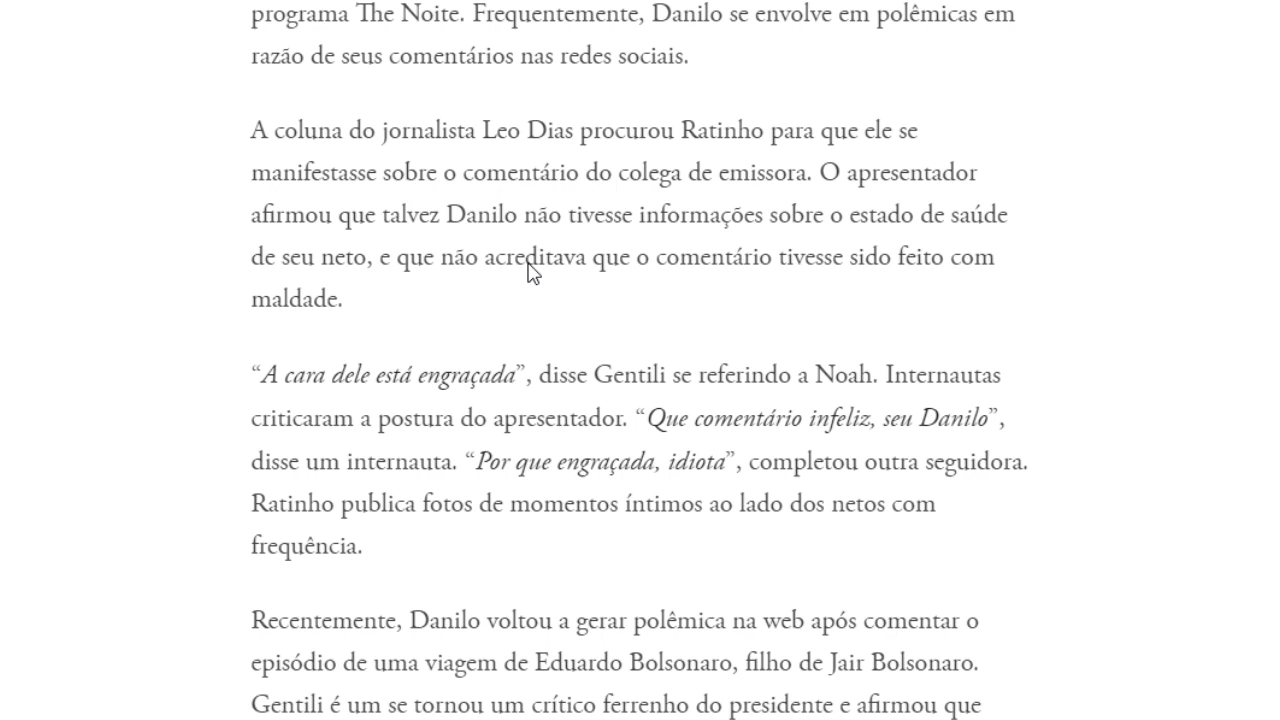 programa The Noite. Frequentemente, Danilo se envolve em polêmicas em
razão de seus comentários nas redes sociais.
A coluna do jornalista Leo Dias procurou Ratinho para que ele se
manifestasse sobre o comentário do colega de emissora. O apresentador
afirmou que talvez Danilo não tivesse informações sobre o estado de saúde
de seu neto, e que não acreditava que o comentário tivesse sido feito com
maldade.
“A cara dele está engraçada”, disse Gentili se referindo a Noah. Internautas
criticaram a postura do apresentador. “Que comentário infeliz, seu Danilo”,
disse um internauta. “Por que engraçada, idiota”, completou outra seguidora.
Ratinho publica fotos de momentos íntimos ao lado dos netos com
frequência.
Recentemente, Danilo voltou a gerar polêmica na web após comentar o
episódio de uma viagem de Eduardo Bolsonaro, filho de Jair Bolsonaro.
Gentili é um se tornou um crítico ferrenho do presidente e afirmou que